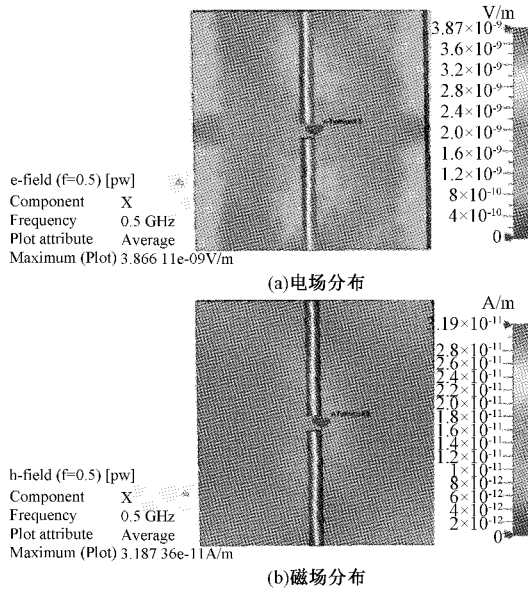 V/m
3.87×10⁻⁹
3.6×10⁻⁹
3.2×10⁻⁹
2.8×10⁻⁹
2.4×10⁻⁹
2.0×10⁻⁹
1.6×10⁻⁹
1.2×10⁻⁹
8×10⁻¹⁰
4×10⁻¹⁰
0
e-field (f=0.5) [pw]
Component X
Frequency 0.5 GHz
Plot attribute Average
Maximum (Plot) 3.866 11e-09V/m
(a)电场分布
A/m
3.19×10⁻¹¹
2.8×10⁻¹¹
2.6×10⁻¹¹
2.4×10⁻¹¹
2.2×10⁻¹¹
2.0×10⁻¹¹
1.8×10⁻¹¹
1.6×10⁻¹¹
1.4×10⁻¹¹
1.2×10⁻¹¹
1×10⁻¹¹
8×10⁻¹²
6×10⁻¹²
4×10⁻¹²
2×10⁻¹²
0
h-field (f=0.5) [pw]
Component X
Frequency 0.5 GHz
Plot attribute Average
Maximum (Plot) 3.187 36e-11A/m
(b)磁场分布